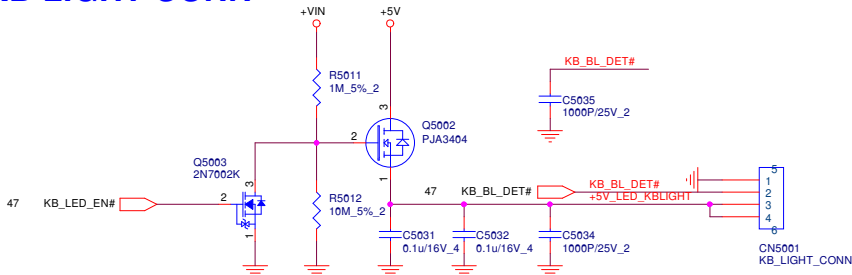 +VIN
+5V
KB_BL_DET#
R5011
1M_5%_2
C5035
1000P/25V_2
3
Q5002
PJA3404
2
Q5003
2N7002K
5
3
1
KB_BL_DET#
47
KB_LED_EN#
2
R5012
10M_5%_2
1
47
KB_BL_DET#
2
+5V_LED_KBLIGHT
3
4
1
C5031
0.1u/16V_4
C5032
0.1u/16V_4
C5034
1000P/25V_2
6
CN5001
KB_LIGHT_CONN